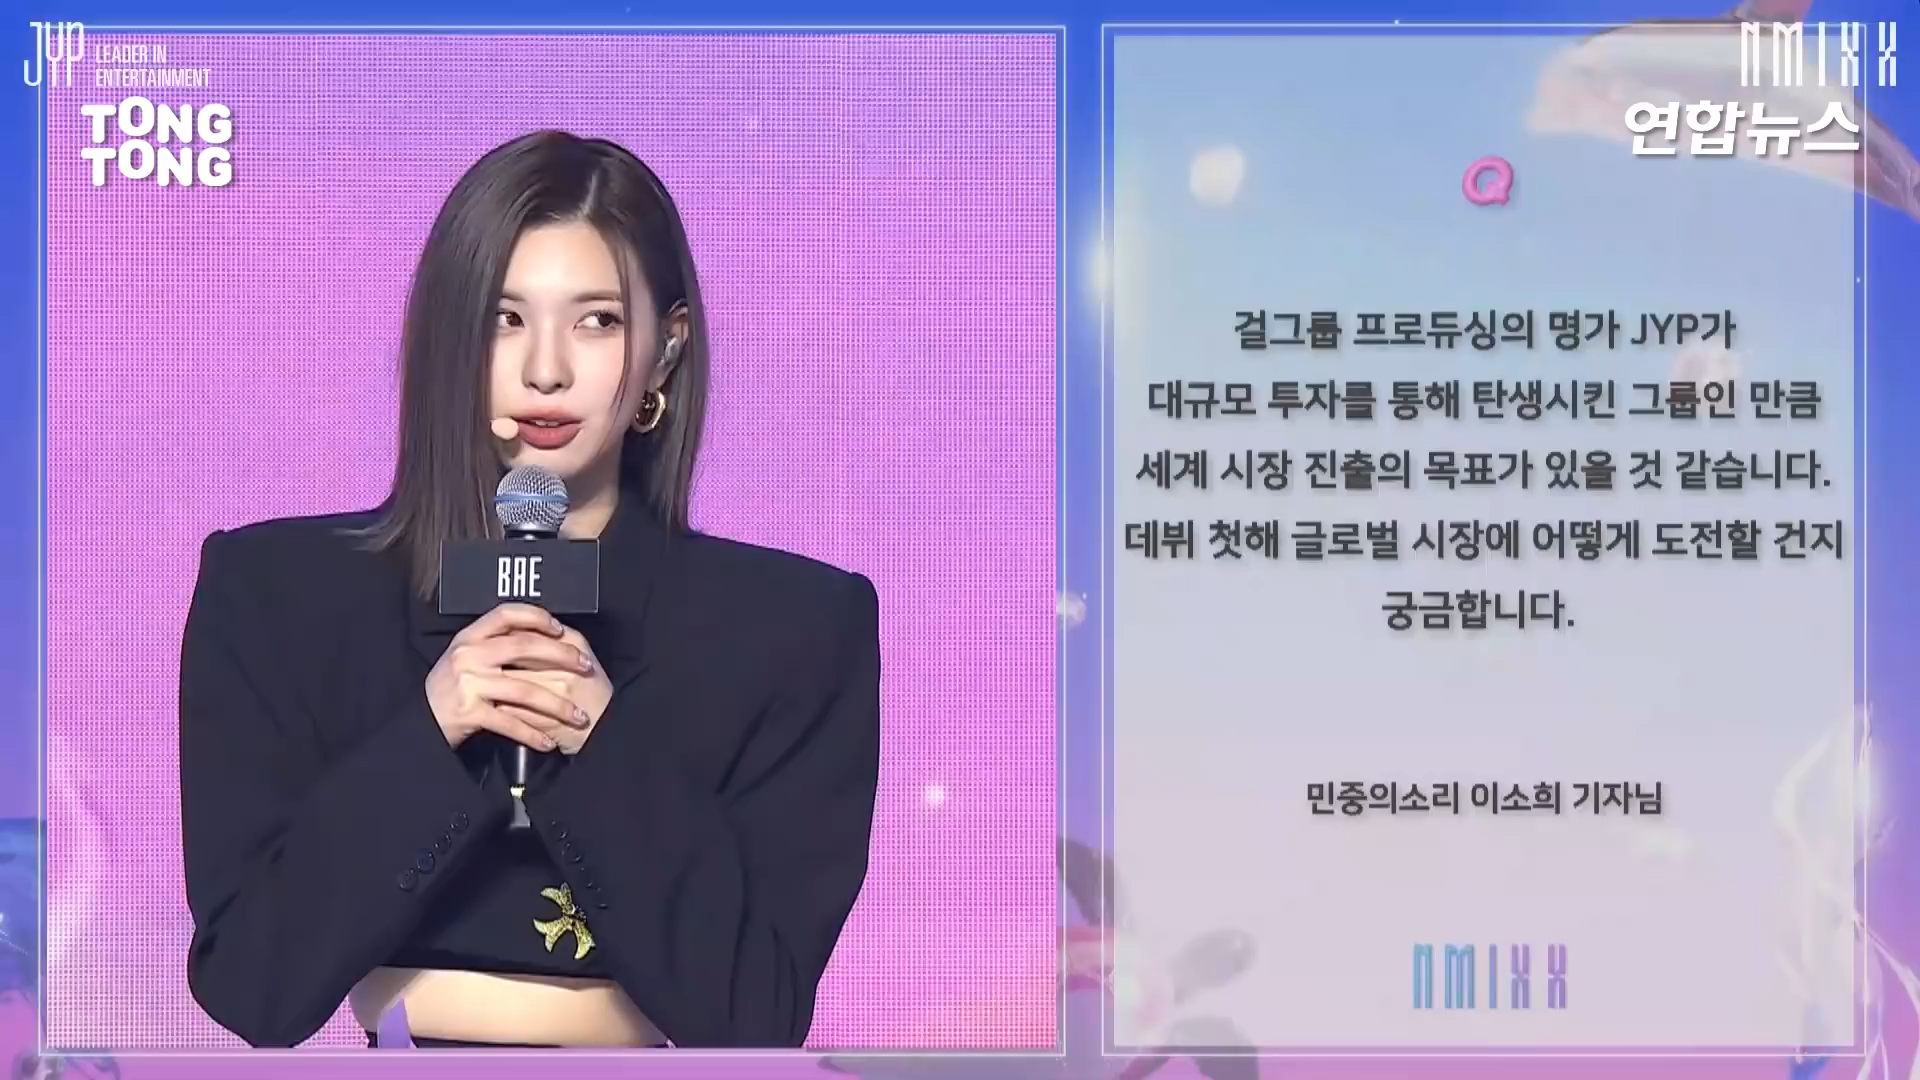 JYP LEADER IN
ENTERTAINMENT
TONG
TONG
BAE
NMIXX
연합뉴스
Q
걸그룹 프로듀싱의 명가 JYP가
대규모 투자를 통해 탄생시킨 그룹인 만큼
세계 시장 진출의 목표가 있을 것 같습니다.
데뷔 첫해 글로벌 시장에 어떻게 도전할 건지
궁금합니다.
민중의소리 이소희 기자님
NMIXX